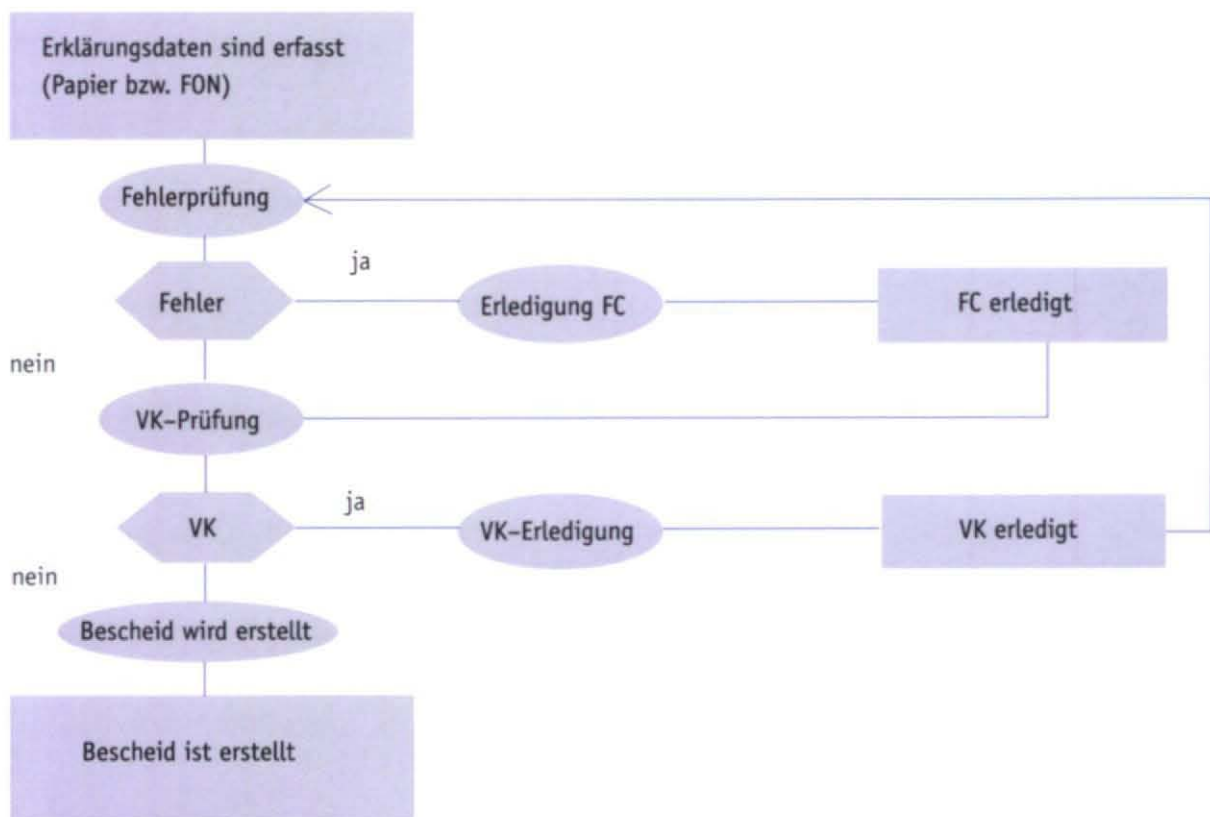 Erklärungsdaten sind erfasst
(Papier bzw. FON)
Fehlerprüfung
ja
Fehler
Erledigung FC
FC erledigt
nein
VK-Prüfung
ja
VK
VK-Erledigung
VK erledigt
nein
Bescheid wird erstellt
Bescheid ist erstellt